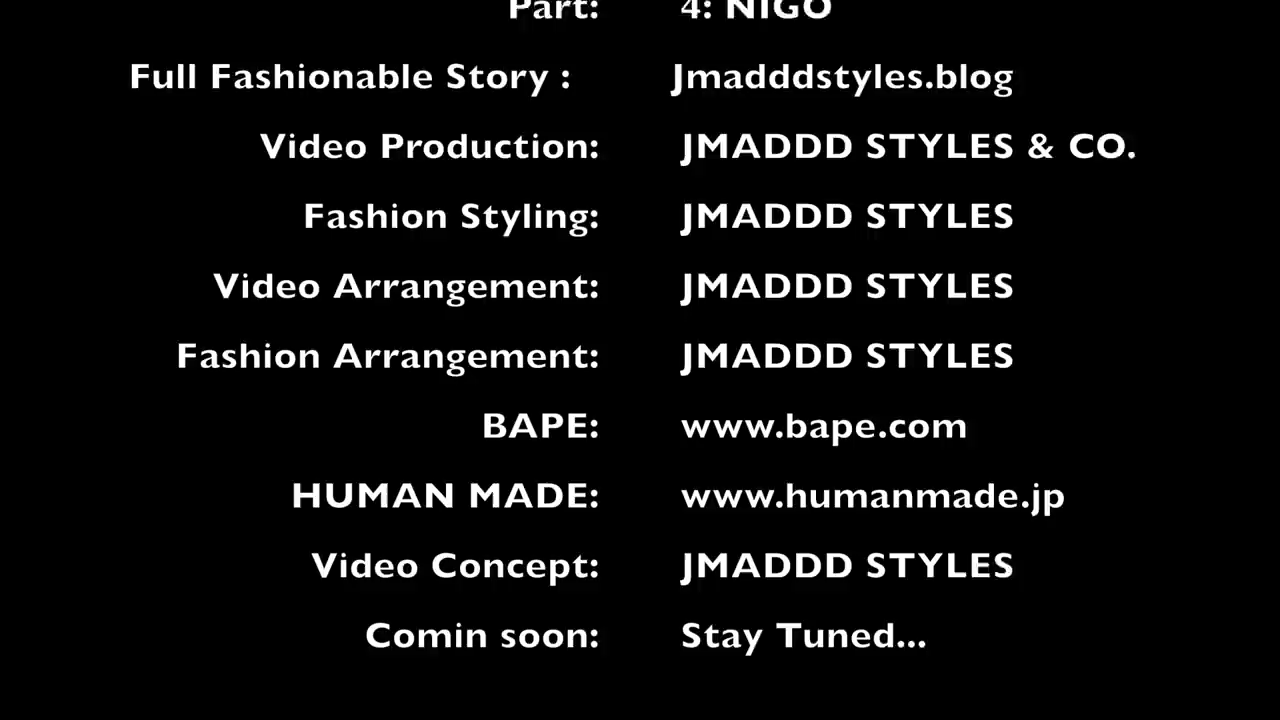 Part: 4: NIGO
Full Fashionable Story : Jmadddstyles.blog
Video Production: JMADDD STYLES & CO.
Fashion Styling: JMADDD STYLES
Video Arrangement: JMADDD STYLES
Fashion Arrangement: JMADDD STYLES
BAPE: www.bape.com
HUMAN MADE: www.humanmade.jp
Video Concept: JMADDD STYLES
Comin soon: Stay Tuned...